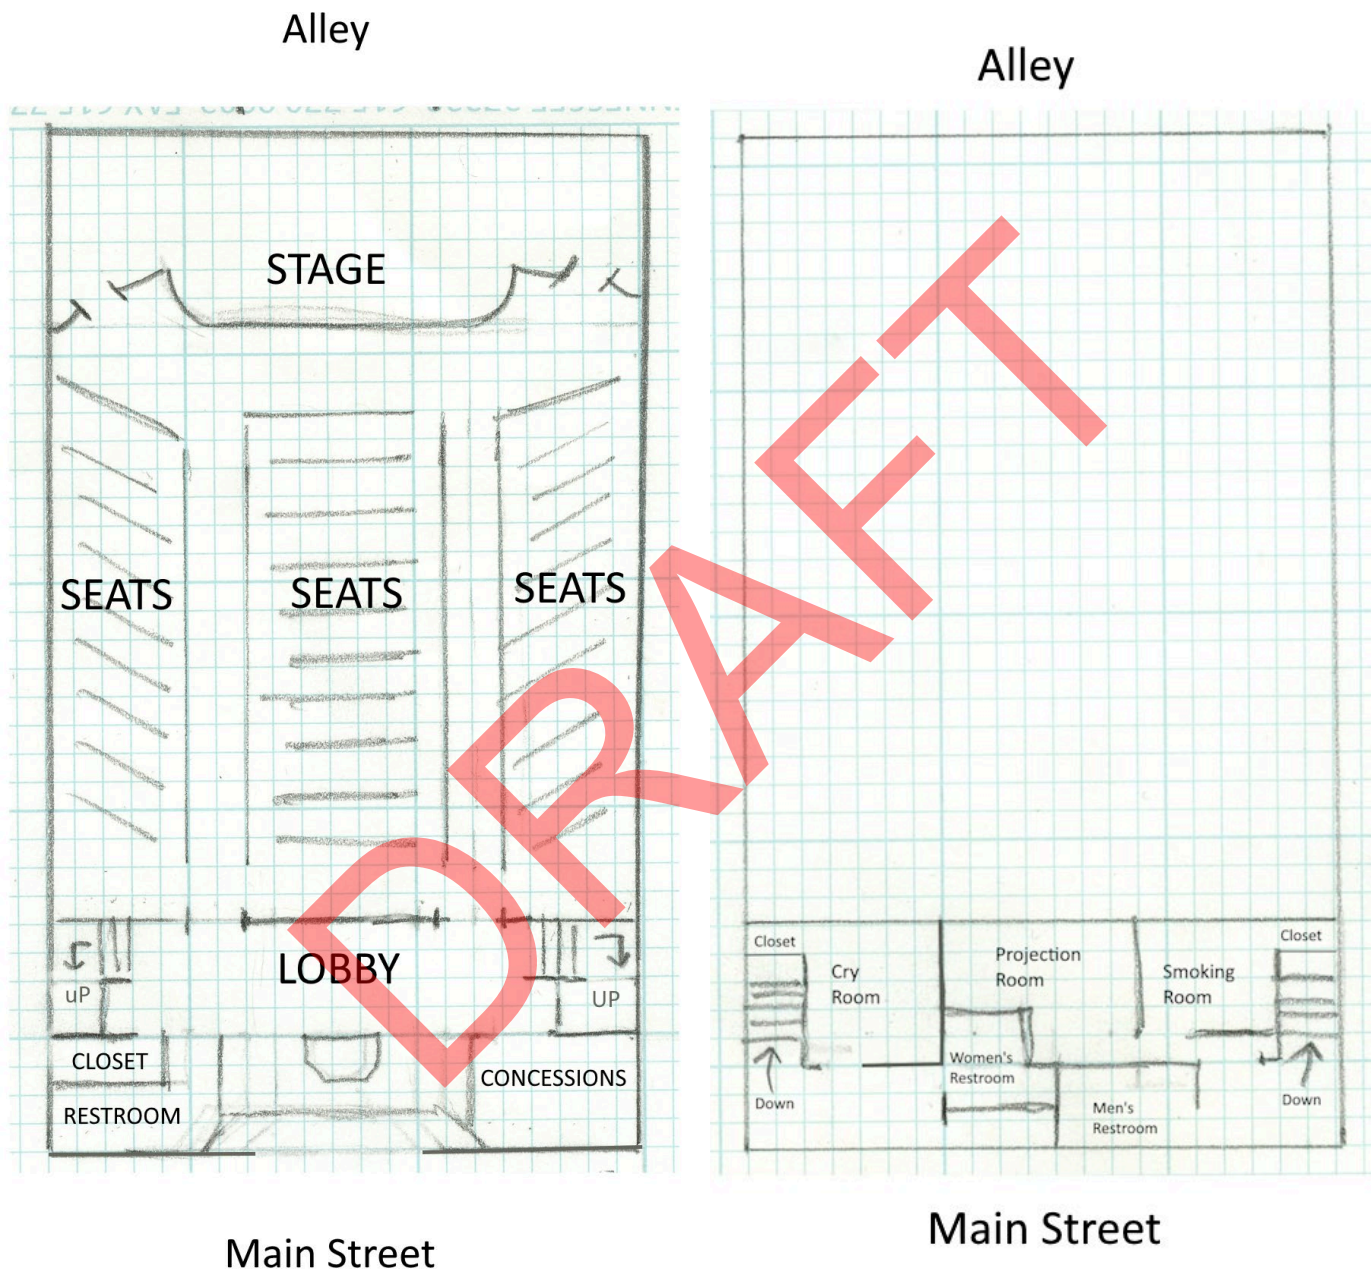 Alley
STAGE
SEATS
SEATS
SEATS
LOBBY
uP
UP
CLOSET
CONCESSIONS
RESTROOM
Main Street
Alley
Closet
Closet
Projection
Room
Cry
Room
Smoking
Room
Women's
Restroom
Down
Down
Men's
Restroom
Main Street
DRAFT